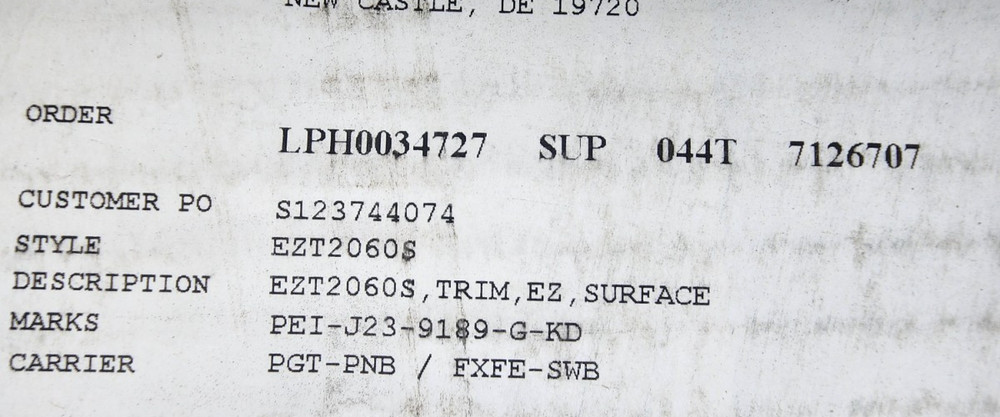 NEW CASTLE, DE 19720
ORDER LPH0034727 SUP 044T 7126707
CUSTOMER PO S123744074
STYLE EZT2060S
DESCRIPTION EZT2060S,TRIM,EZ,SURFACE
MARKS PEI-J23-9189-G-KD
CARRIER PGT-PNB / FXFE-SWB